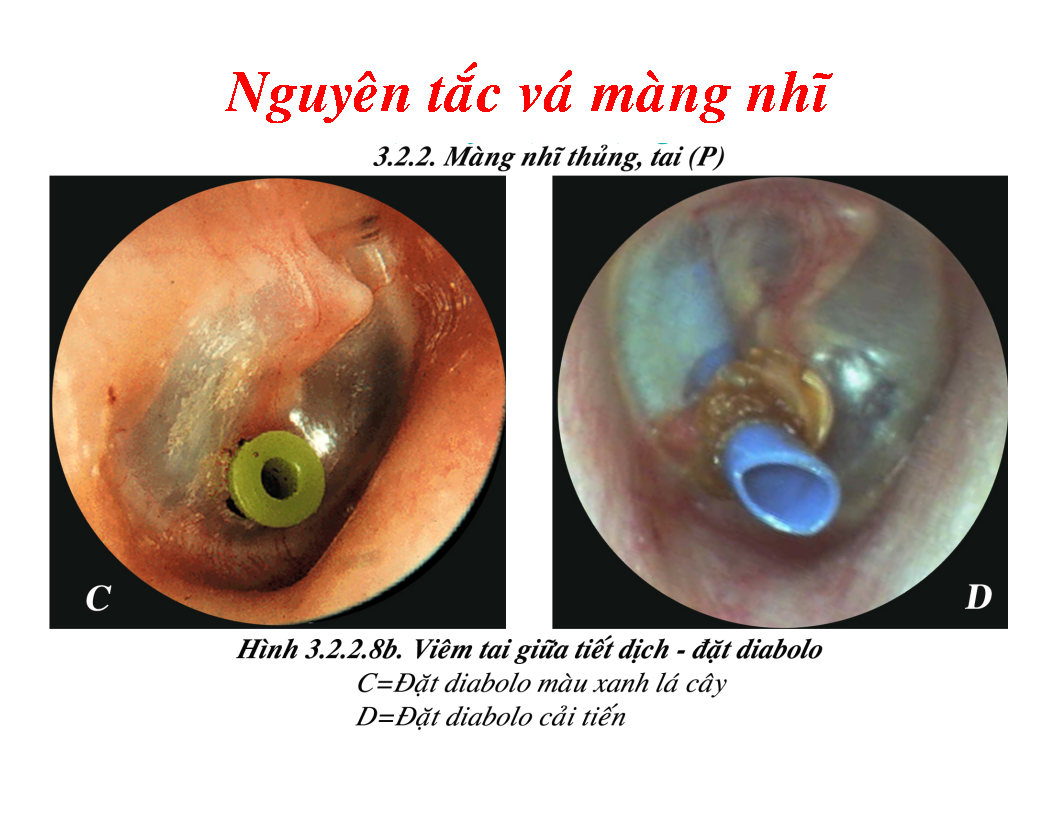 Nguyên tắc vá màng nhĩ
3.2.2. Màng nhĩ thủng, tai (P)
C
D
Hình 3.2.2.8b. Viêm tai giữa tiết dịch - đặt diabolo
C=Đặt diabolo màu xanh lá cây
D=Đặt diabolo cải tiến